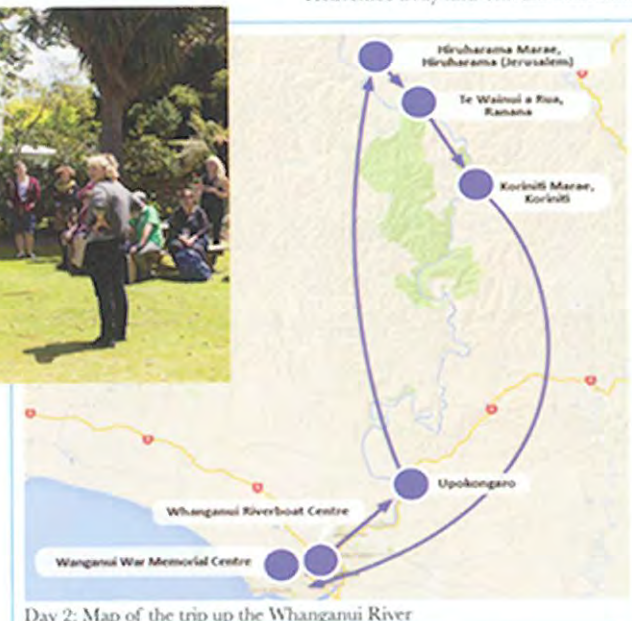 Hiruharama Marae,
Hiruharama (Jerusalem)
Te Wainui a Rua,
Ranana
Koriniti Marae,
Koriniti
Upokongaro
Whanganui Riverboat Centre
Wanganui War Memorial Centre
Day 2: Map of the trip up the Whanganui River